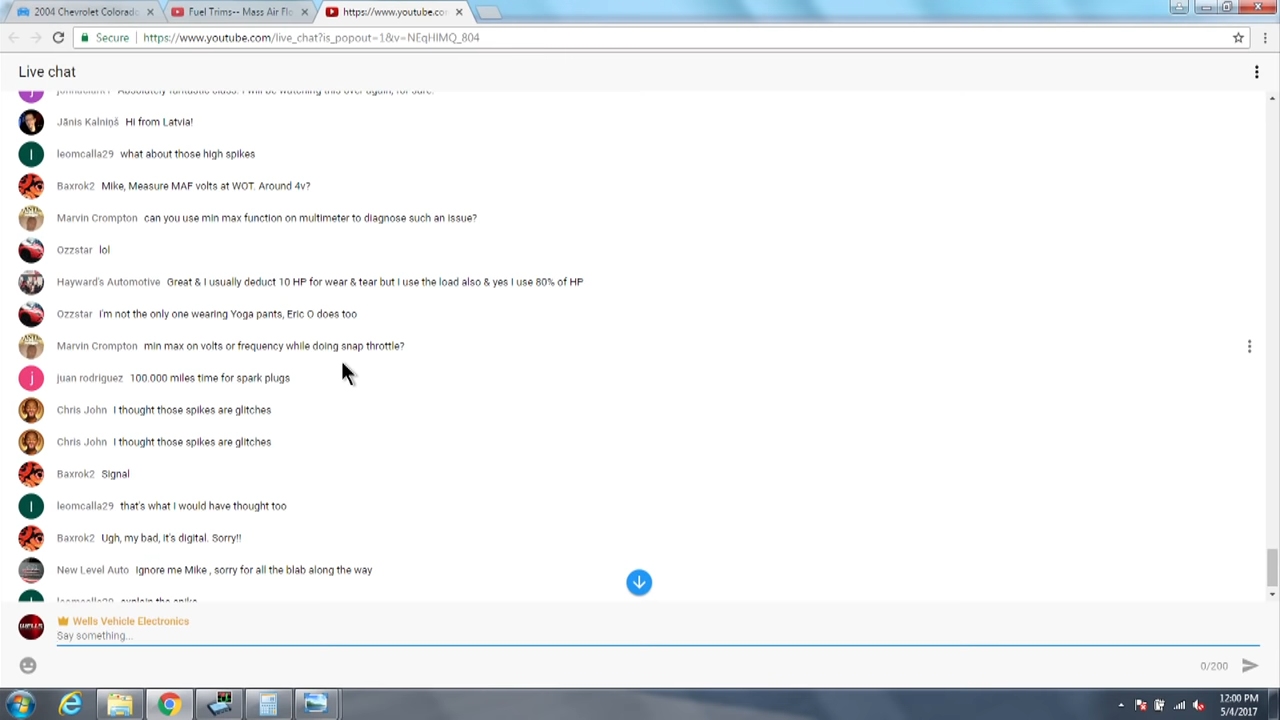 2004 Chevrolet Colorado
Fuel Trims-- Mass Air Flo
https://www.youtube.co
Secure https://www.youtube.com/live_chat?is_popout=1&v=NEqHIMQ_804
Live chat
Absolutely fantastic class. I will be watching this over again, for sure.
Jānis Kalniņš Hi from Latvia!
leomcalla29 what about those high spikes
Baxrok2 Mike, Measure MAF volts at WOT. Around 4v?
Marvin Crompton can you use min max function on multimeter to diagnose such an issue?
Ozzstar lol
Hayward's Automotive Great & I usually deduct 10 HP for wear & tear but I use the load also & yes I use 80% of HP
Ozzstar i'm not the only one wearing Yoga pants, Eric O does too
Marvin Crompton min max on volts or frequency while doing snap throttle?
j juan rodriguez 100.000 miles time for spark plugs
Chris John I thought those spikes are glitches
Chris John I thought those spikes are glitches
Baxrok2 Signal
leomcalla29 that's what I would have thought too
Baxrok2 Ugh, my bad, it's digital. Sorry!!
New Level Auto Ignore me Mike , sorry for all the blab along the way
leomcalla29 explain the spike
Wells Vehicle Electronics
Say something...
0/200
12:00 PM
5/4/2017